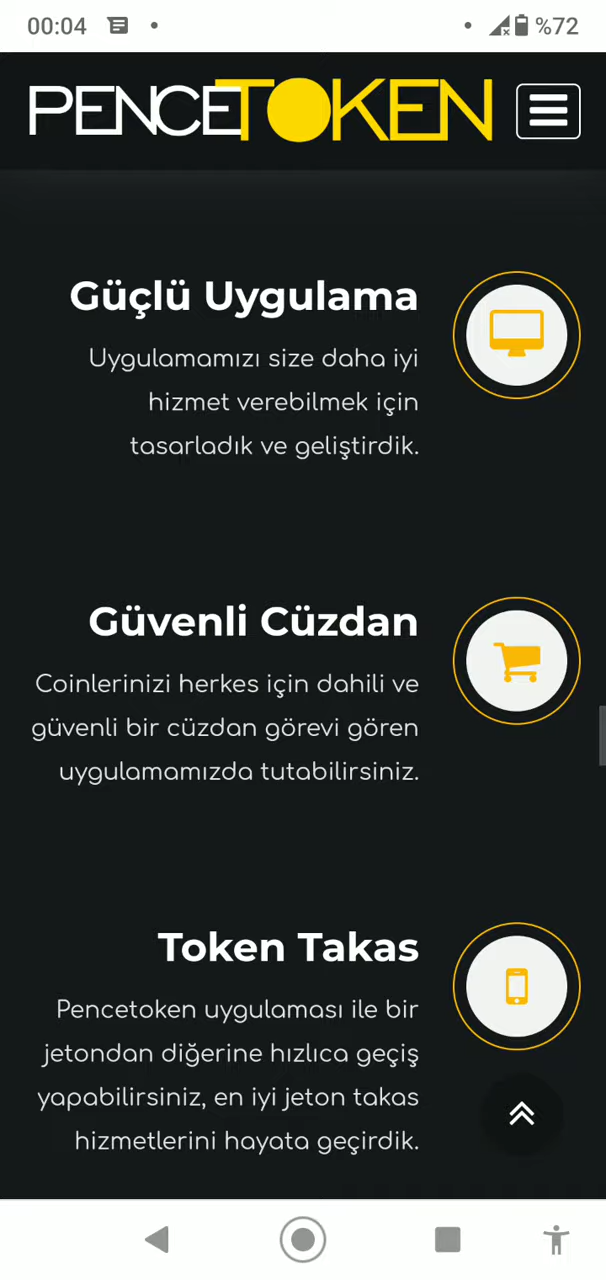 00:04
%72
PENCETOKEN
Güçlü Uygulama
Uygulamamızı size daha iyi
hizmet verebilmek için
tasarladık ve geliştirdik.
Güvenli Cüzdan
Coinlerinizi herkes için dahili ve
güvenli bir cüzdan görevi gören
uygulamamızda tutabilirsiniz.
Token Takas
Pencetoken uygulaması ile bir
jetondan diğerine hızlıca geçiş
yapabilirsiniz, en iyi jeton takas
hizmetlerini hayata geçirdik.